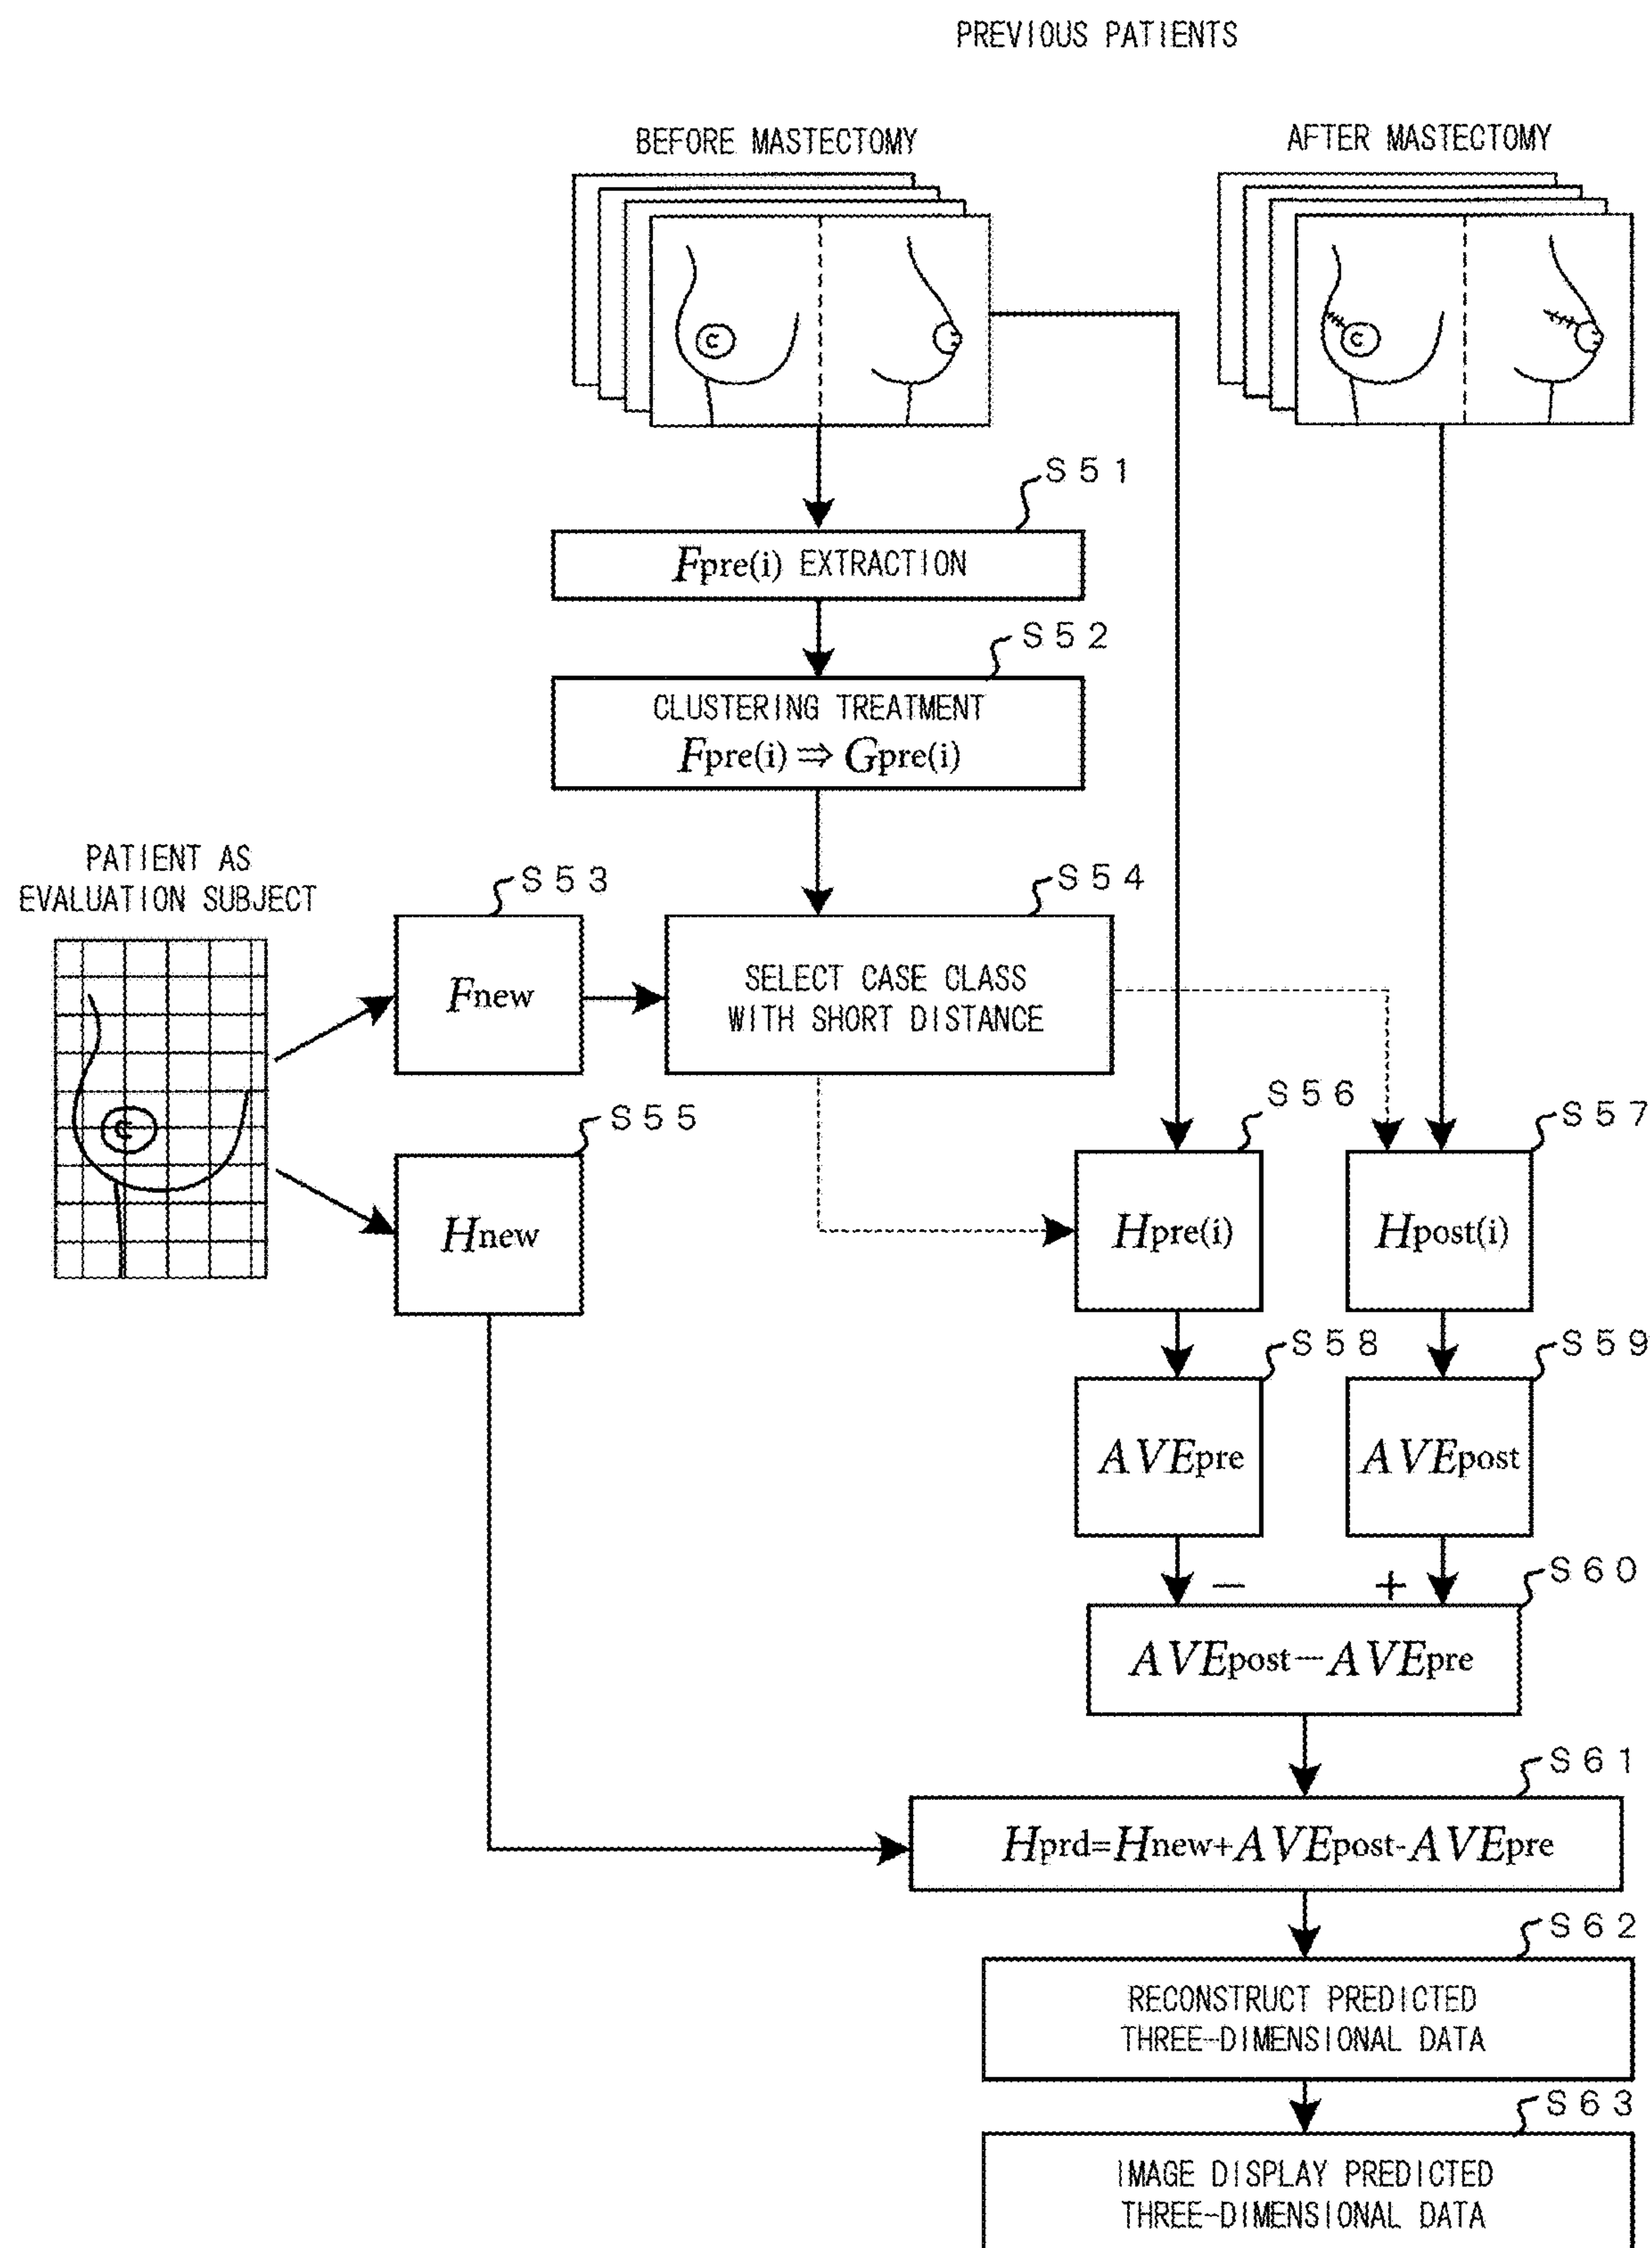 PREVIOUS PATIENTS
BEFORE MASTECTOMY
AFTER MASTECTOMY
S51
Fpre(i) EXTRACTION
S52
CLUSTERING TREATMENT
Fpre(i) ⇒ Gpre(i)
PATIENT AS
EVALUATION SUBJECT
S53
Fnew
S54
SELECT CASE CLASS
WITH SHORT DISTANCE
S55
Hnew
S56
Hpre(i)
S57
Hpost(i)
S58
AVEpre
S59
AVEpost
− +
S60
AVEpost−AVEpre
S61
Hprd=Hnew+AVEpost-AVEpre
S62
RECONSTRUCT PREDICTED
THREE-DIMENSIONAL DATA
S63
IMAGE DISPLAY PREDICTED
THREE-DIMENSIONAL DATA